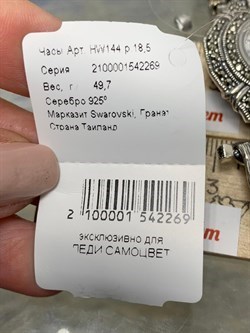 Часы Арт. HW144 р.18,5
Серия 2100001542269
Вес, г 49,7
Серебро 925°
Марказит Swarovski, Гранат
Страна Таиланд
2 100001 542269
эксклюзивно для
ЛЕДИ САМОЦВЕТ